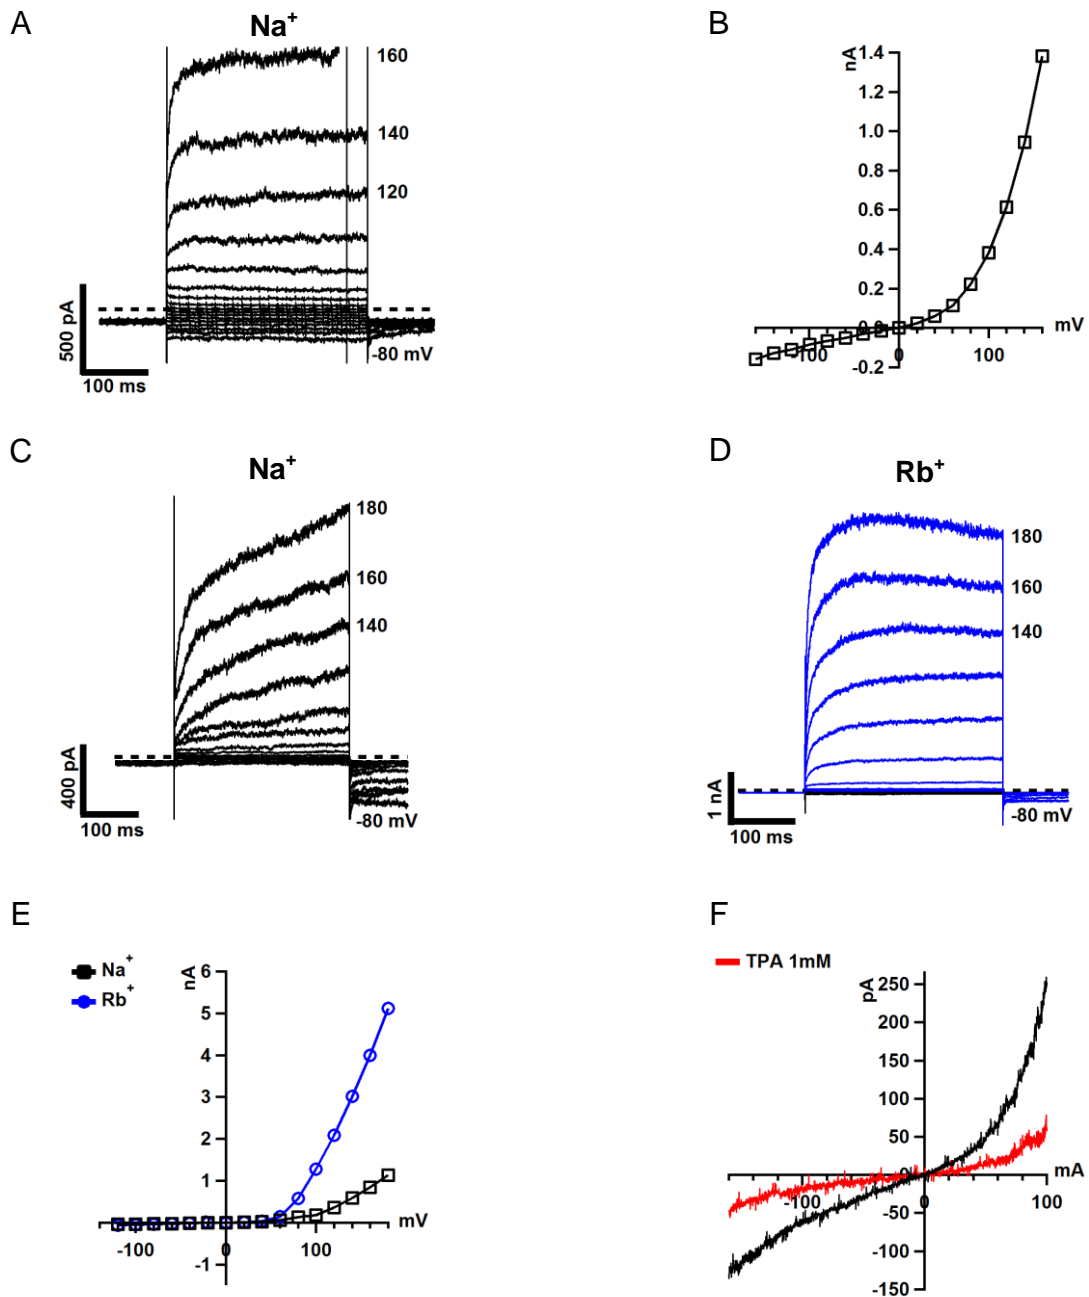 A
Na+
160
140
120
500 pA
100 ms
-80 mV
B
nA
1.4
1.2
1.0
0.8
0.6
0.4
0.2
0.0
-0.2
-100
0
100
mV
C
Na+
180
160
140
400 pA
100 ms
-80 mV
D
Rb+
180
160
140
1 nA
100 ms
-80 mV
E
Na+
Rb+
nA
6
5
4
3
2
1
0
-1
-100
0
100
mV
F
TPA 1mM
pA
250
200
150
100
50
0
-50
-100
-150
-100
0
100
mA